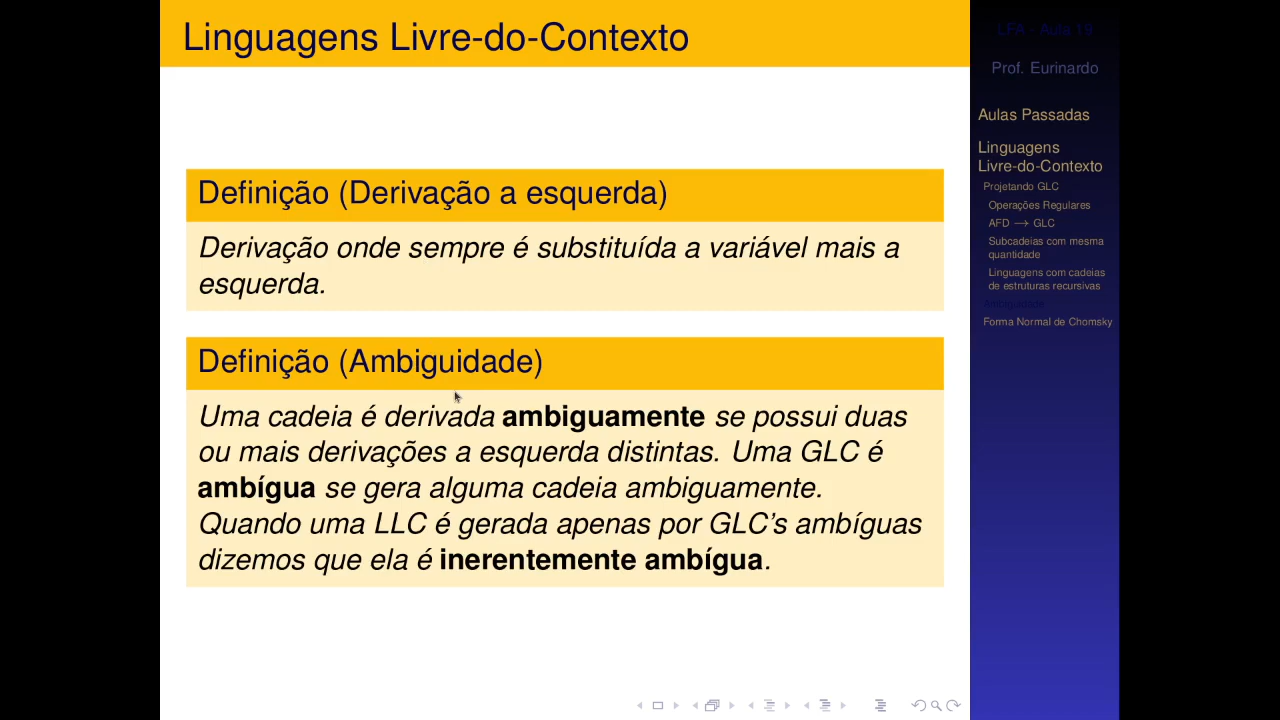 Linguagens Livre-do-Contexto
Definição (Derivação a esquerda)
Derivação onde sempre é substituída a variável mais a
esquerda.
Definição (Ambiguidade)
Uma cadeia é derivada ambiguamente se possui duas
ou mais derivações a esquerda distintas. Uma GLC é
ambígua se gera alguma cadeia ambiguamente.
Quando uma LLC é gerada apenas por GLC's ambíguas
dizemos que ela é inerentemente ambígua.
LFA - Aula 19
Prof. Eurinardo
Aulas Passadas
Linguagens
Livre-do-Contexto
Projetando GLC
Operações Regulares
AFD → GLC
Subcadeias com mesma
quantidade
Linguagens com cadeias
de estruturas recursivas
Ambiguidade
Forma Normal de Chomsky